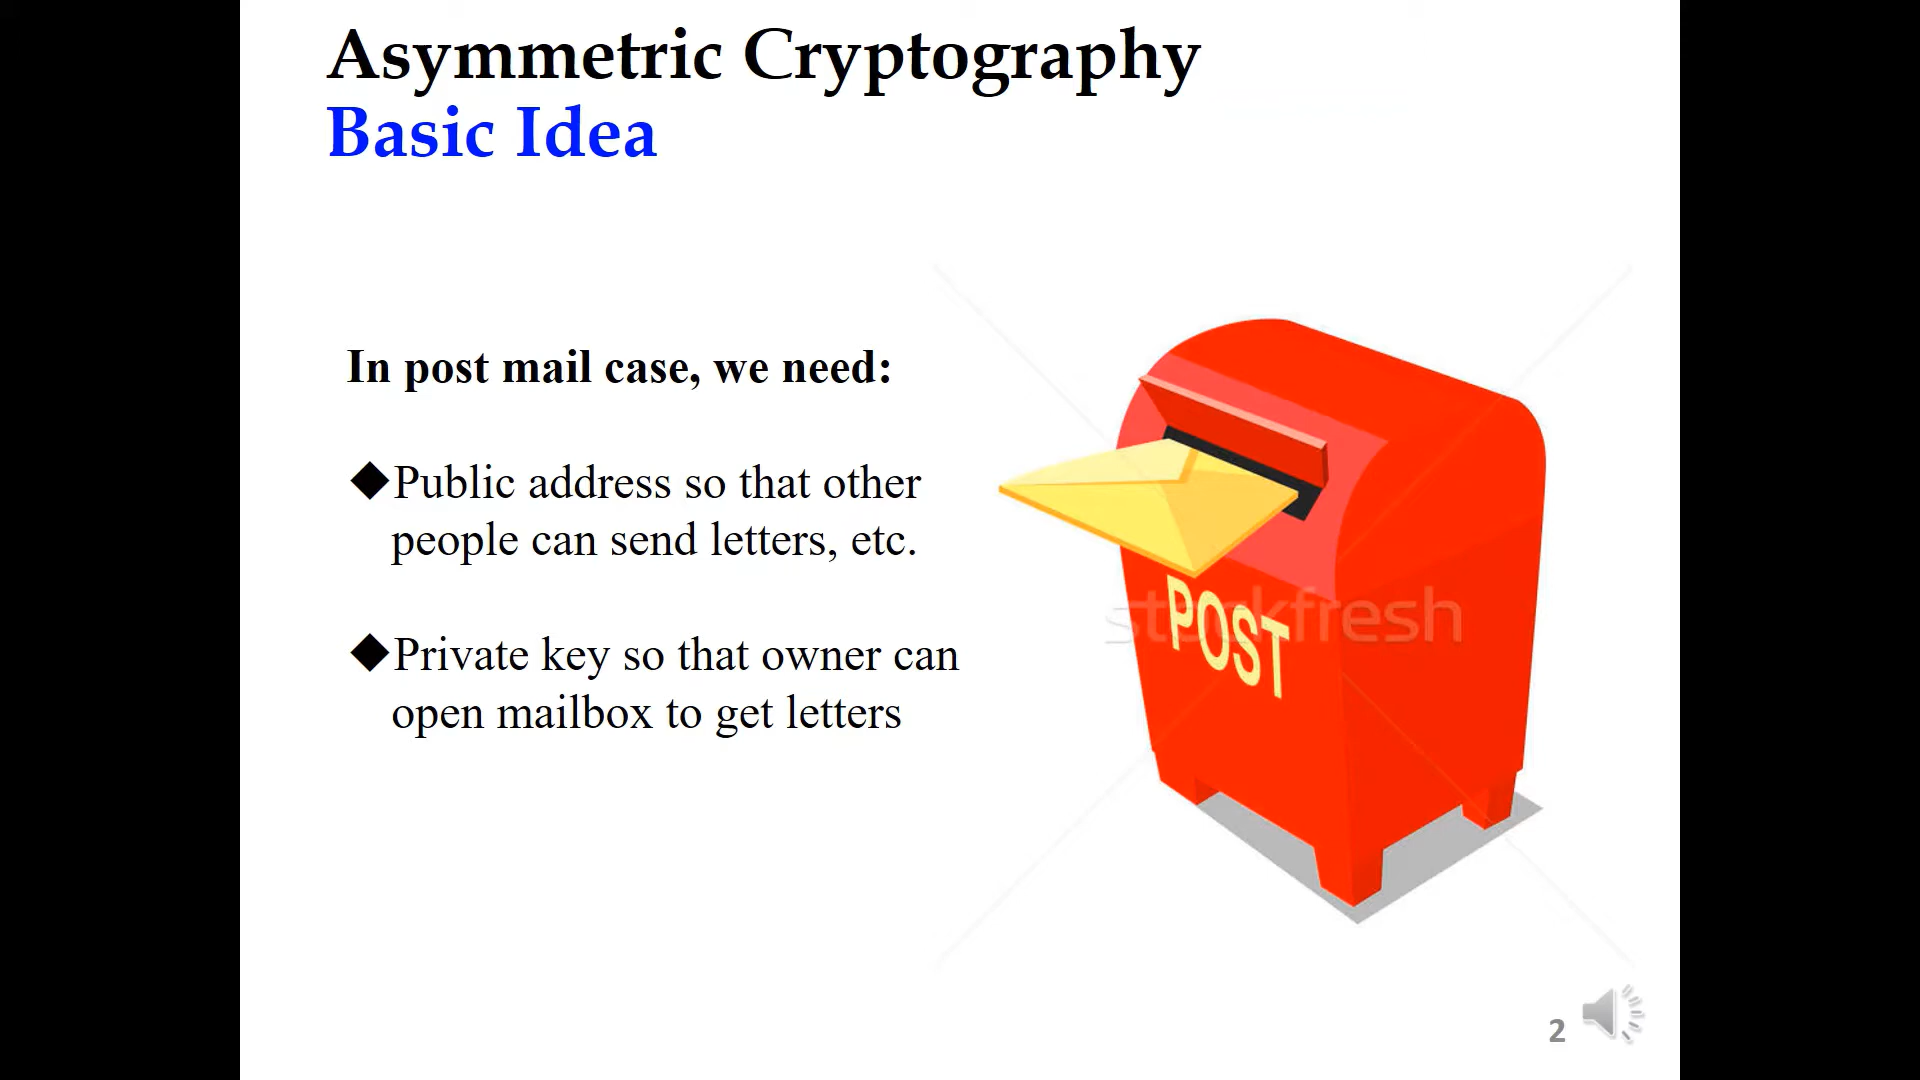 Asymmetric Cryptography
Basic Idea
In post mail case, we need:
◆Public address so that other
people can send letters, etc.
◆Private key so that owner can
open mailbox to get letters
POST
stockfresh
2